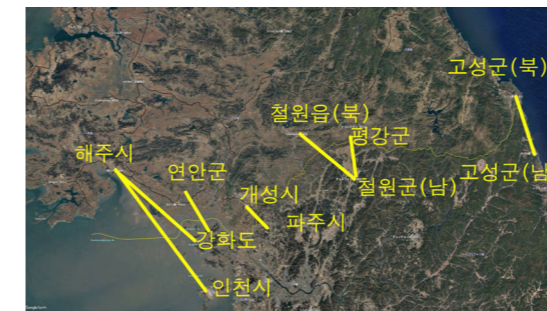 고성군(북)
철원읍(북)
평강군
해주시
연안군
개성시
철원군(남)
고성군(남
파주시
강화도
인천시